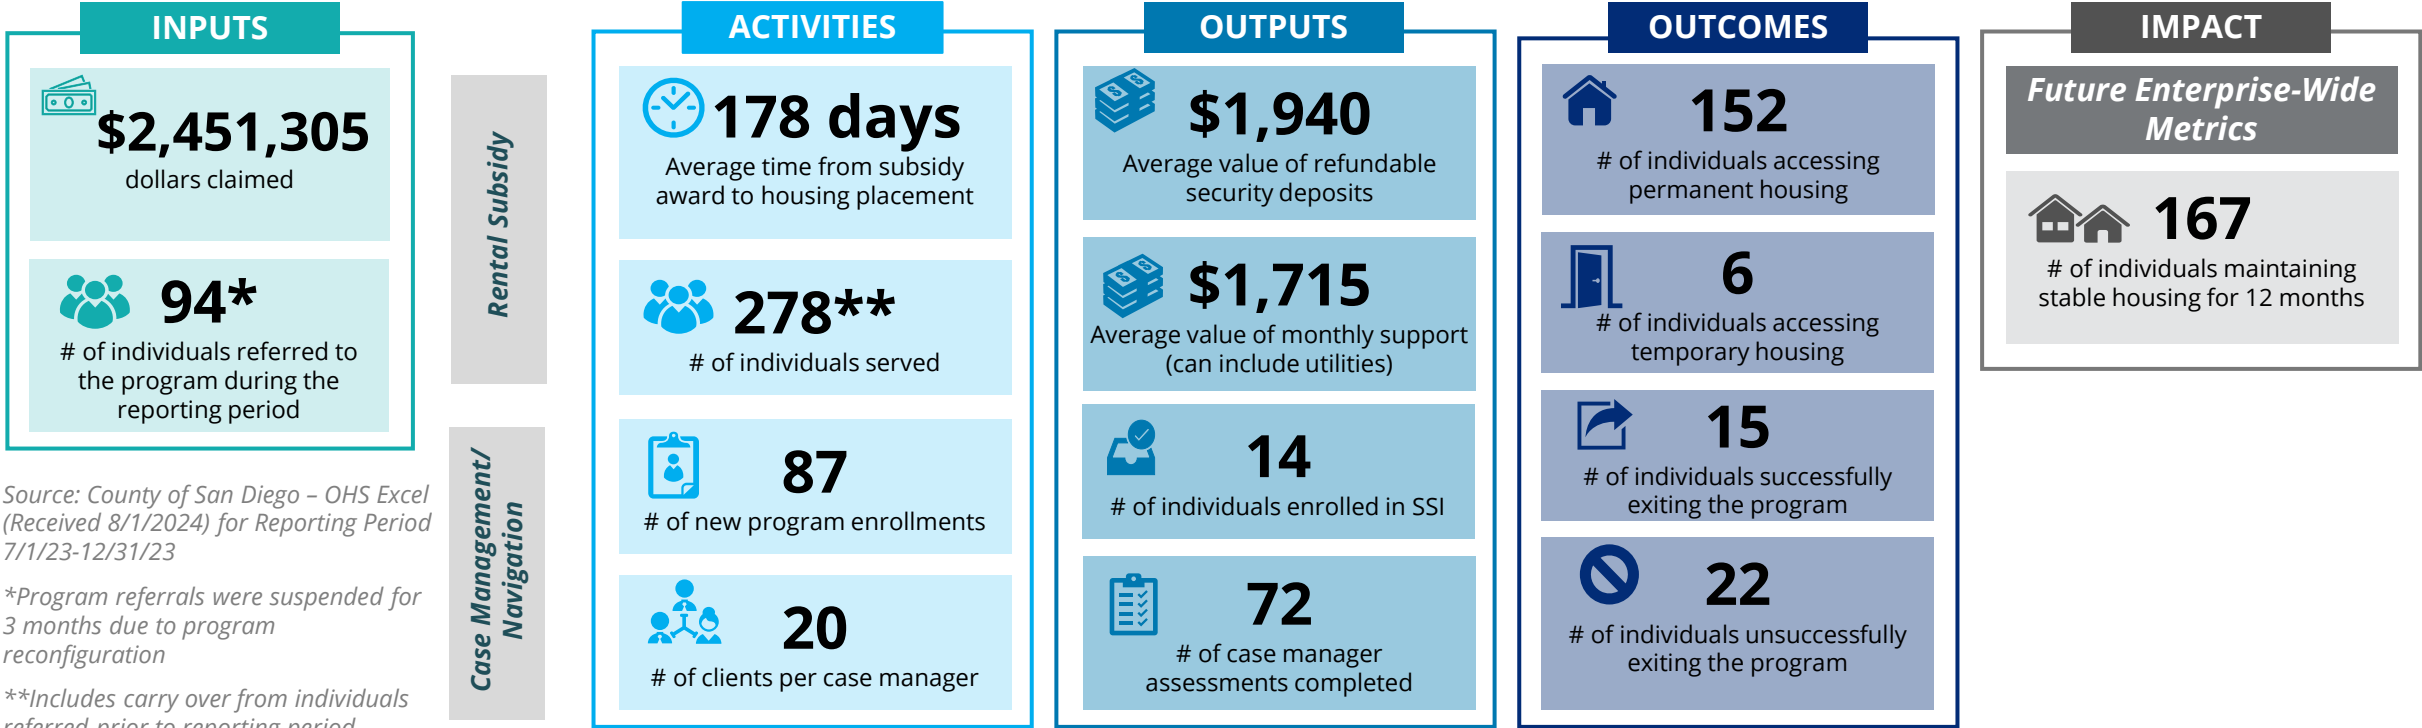 INPUTS
$2,451,305
dollars claimed
94*
# of individuals referred to
the program during the
reporting period
Source: County of San Diego – OHS Excel
(Received 8/1/2024) for Reporting Period
7/1/23-12/31/23
*Program referrals were suspended for
3 months due to program
reconfiguration
**Includes carry over from individuals
referred prior to reporting period
Rental Subsidy
Case Management/
Navigation
ACTIVITIES
178 days
Average time from subsidy
award to housing placement
278**
# of individuals served
87
# of new program enrollments
20
# of clients per case manager
OUTPUTS
$1,940
Average value of refundable
security deposits
$1,715
Average value of monthly support
(can include utilities)
14
# of individuals enrolled in SSI
72
# of case manager
assessments completed
OUTCOMES
152
# of individuals accessing
permanent housing
6
# of individuals accessing
temporary housing
15
# of individuals successfully
exiting the program
22
# of individuals unsuccessfully
exiting the program
IMPACT
Future Enterprise-Wide
Metrics
167
# of individuals maintaining
stable housing for 12 months